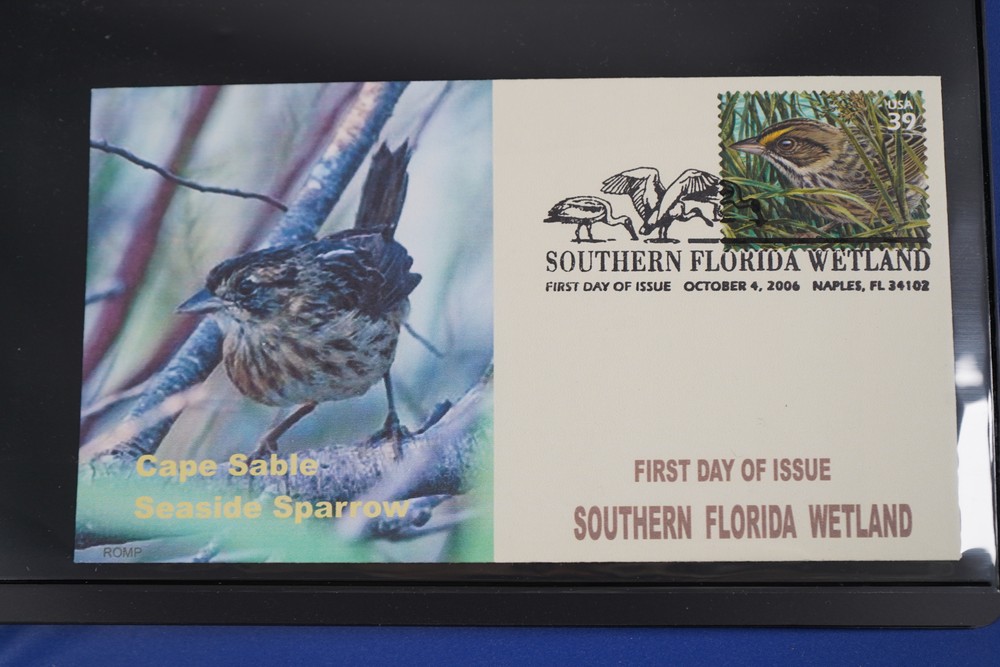 USA
39
SOUTHERN FLORIDA WETLAND
FIRST DAY OF ISSUE OCTOBER 4, 2006 NAPLES, FL 34102
Cape Sable
Seaside Sparrow
ROMP
FIRST DAY OF ISSUE
SOUTHERN FLORIDA WETLAND